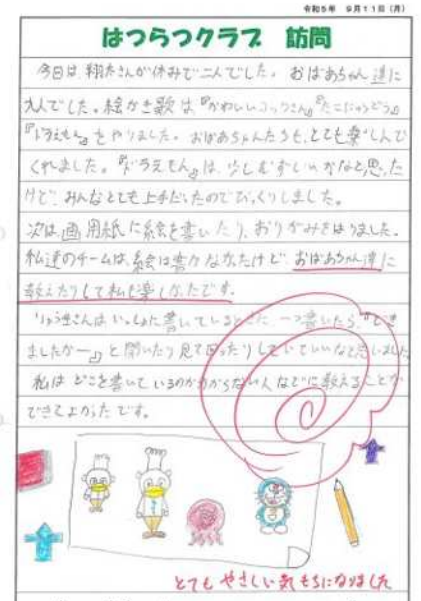 令和5年 9月11日(月)
はつらつクラブ 訪問
今日は、翔たさんが休みで二人でした。おばあちゃん達に
九人でした。絵かき歌は『かわいいコックさん』『たこにゅうどう』
『ドラえもん』をやりました。おばあちゃんたちも、とても楽しんで
くれました。『ドラえもん』は、少しむずしいかなと思った
けど、みんなとても上手だったのでびっくりしました。
次は、画用紙に絵を書いたり、おりがみをはりました。
私達のチームは、絵は書かなかったけど、おばあちゃん達に
教えたりして私も楽しかったです。
さんはいっしょに書いているとき 一つ書いたら、『でき
ましたかー』と聞いたり見て回ったりしていていいなと思いました
私は、どこを書いているのかわからない人などに教えることが
できてよかったです。
とても やさしい気もちになりました